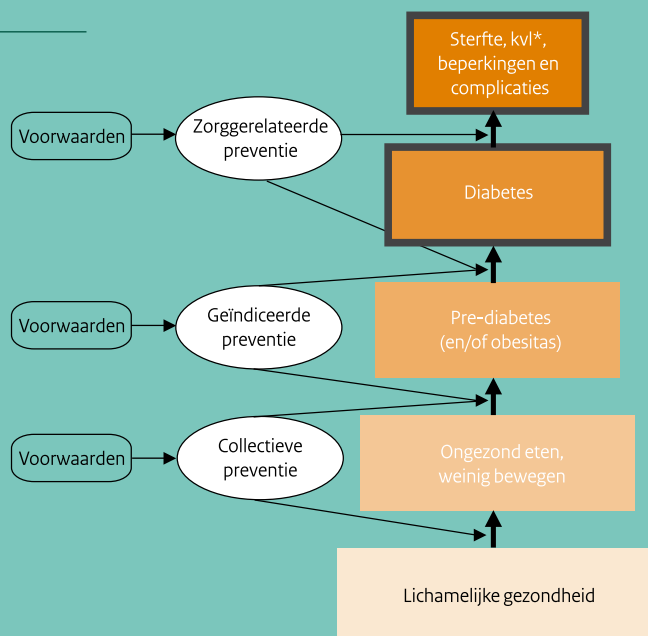 Sterfte, kvl*,
beperkingen en
complicaties
Voorwaarden
Zorggerelateerde
preventie
Diabetes
Voorwaarden
Geïndiceerde
preventie
Pre-diabetes
(en/of obesitas)
Voorwaarden
Collectieve
preventie
Ongezond eten,
weinig bewegen
Lichamelijke gezondheid